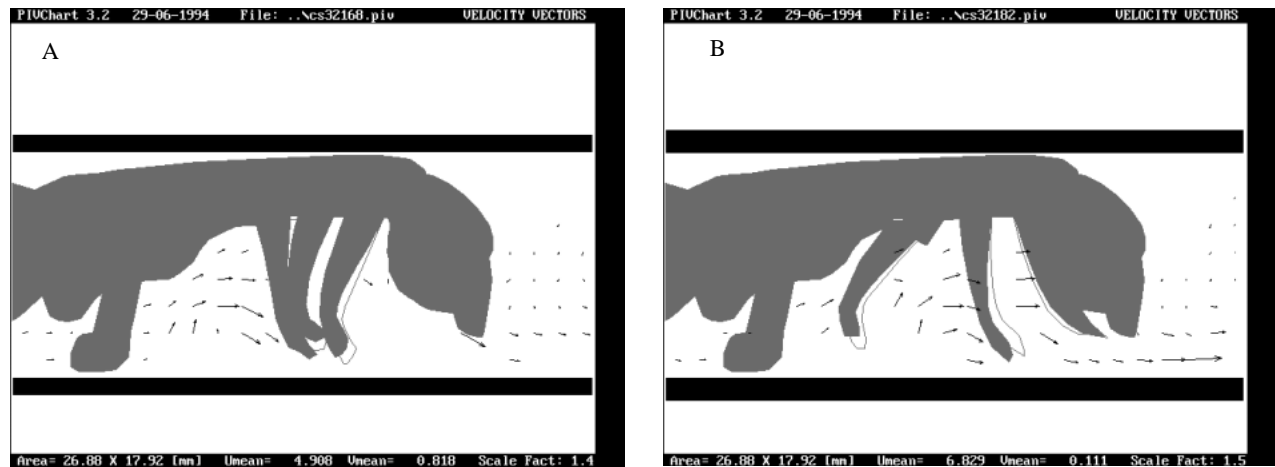 PIVChart 3.2 29-06-1994 File: ..\cs32168.piv VELOCITY VECTORS
A
Area= 26.88 X 17.92 [mm] Umean= 4.908 Vmean= 0.818 Scale Fact: 1.4
PIVChart 3.2 29-06-1994 File: ..\cs32182.piv VELOCITY VECTORS
B
Area= 26.88 X 17.92 [mm] Umean= 6.829 Vmean= 0.111 Scale Fact: 1.5